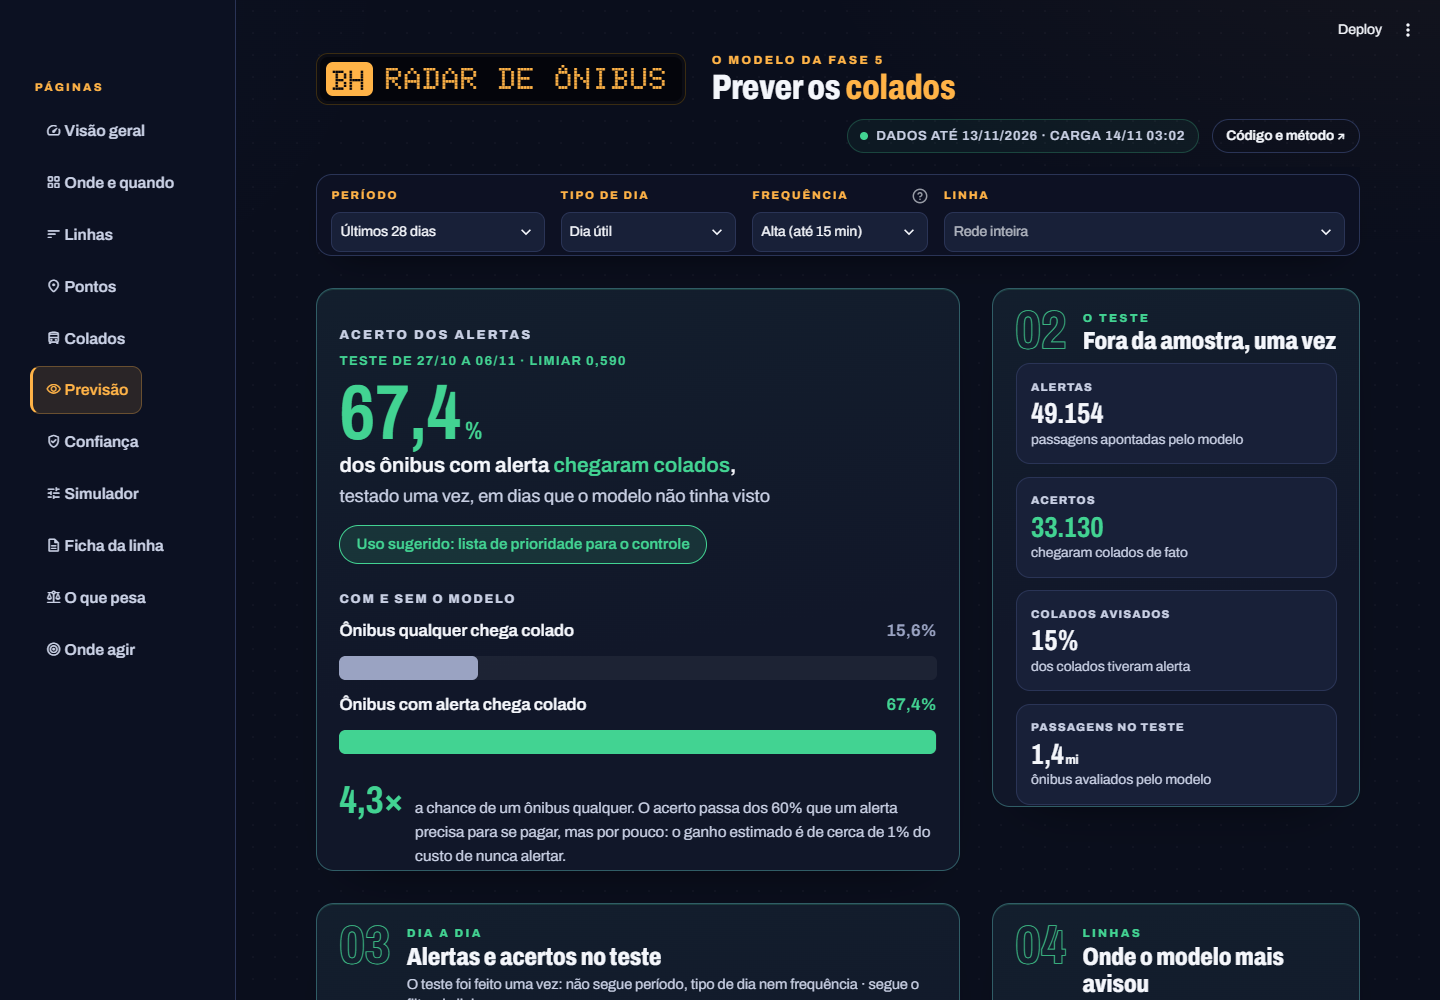 Deploy
PÁGINAS
Visão geral
Onde e quando
Linhas
Pontos
Colados
Previsão
Confiança
Simulador
Ficha da linha
O que pesa
Onde agir
BH RADAR DE ÔNIBUS
O MODELO DA FASE 5
Prever os colados
DADOS ATÉ 13/11/2026 · CARGA 14/11 03:02
Código e método ↗
PERÍODO
Últimos 28 dias
TIPO DE DIA
Dia útil
FREQUÊNCIA
Alta (até 15 min)
LINHA
Rede inteira
ACERTO DOS ALERTAS
TESTE DE 27/10 A 06/11 · LIMIAR 0,590
67,4%
dos ônibus com alerta chegaram colados,
testado uma vez, em dias que o modelo não tinha visto
Uso sugerido: lista de prioridade para o controle
COM E SEM O MODELO
Ônibus qualquer chega colado 15,6%
Ônibus com alerta chega colado 67,4%
4,3×
a chance de um ônibus qualquer. O acerto passa dos 60% que um alerta
precisa para se pagar, mas por pouco: o ganho estimado é de cerca de 1% do
custo de nunca alertar.
02
O TESTE
Fora da amostra, uma vez
ALERTAS
49.154
passagens apontadas pelo modelo
ACERTOS
33.130
chegaram colados de fato
COLADOS AVISADOS
15%
dos colados tiveram alerta
PASSAGENS NO TESTE
1,4 mi
ônibus avaliados pelo modelo
03
DIA A DIA
Alertas e acertos no teste
O teste foi feito uma vez: não segue período, tipo de dia nem frequência · segue o
04
LINHAS
Onde o modelo mais
avisou